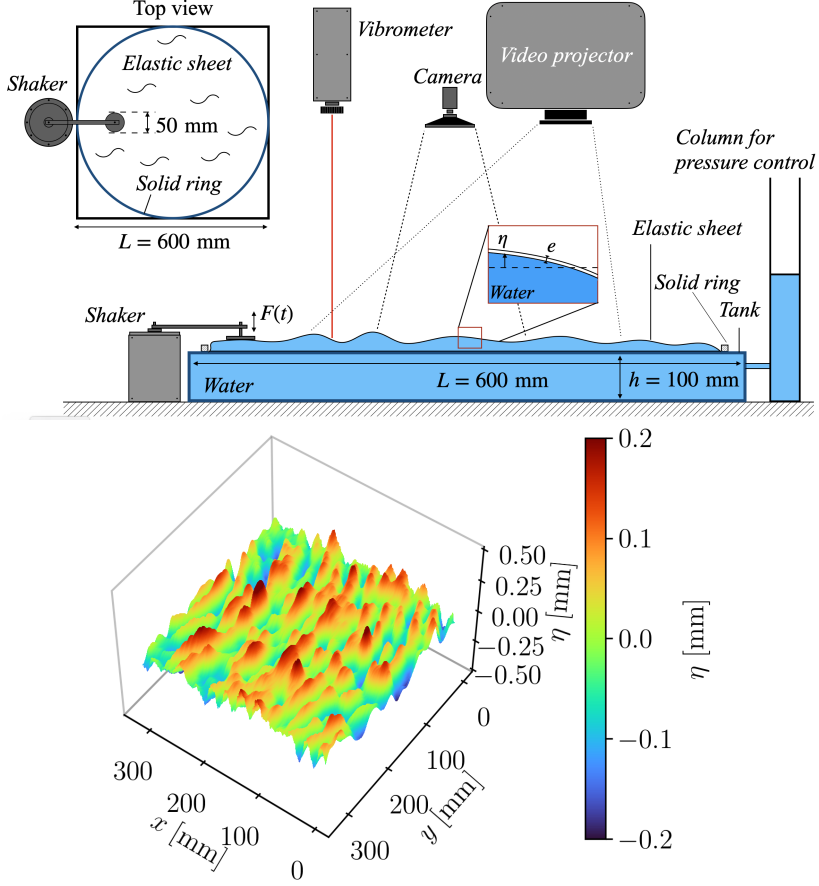 Top view
Elastic sheet
Shaker
50 mm
Solid ring
L = 600 mm
Vibrometer
Camera
Video projector
Column for
pressure control
η
e
Water
Elastic sheet
Solid ring
Tank
Shaker
F(t)
Water
L = 600 mm
h = 100 mm
0.2
0.1
0.0
−0.1
−0.2
η [mm]
0.50
0.25
0.00
−0.25
−0.50
η [mm]
0
100
200
300
y [mm]
300
200
100
0
x [mm]